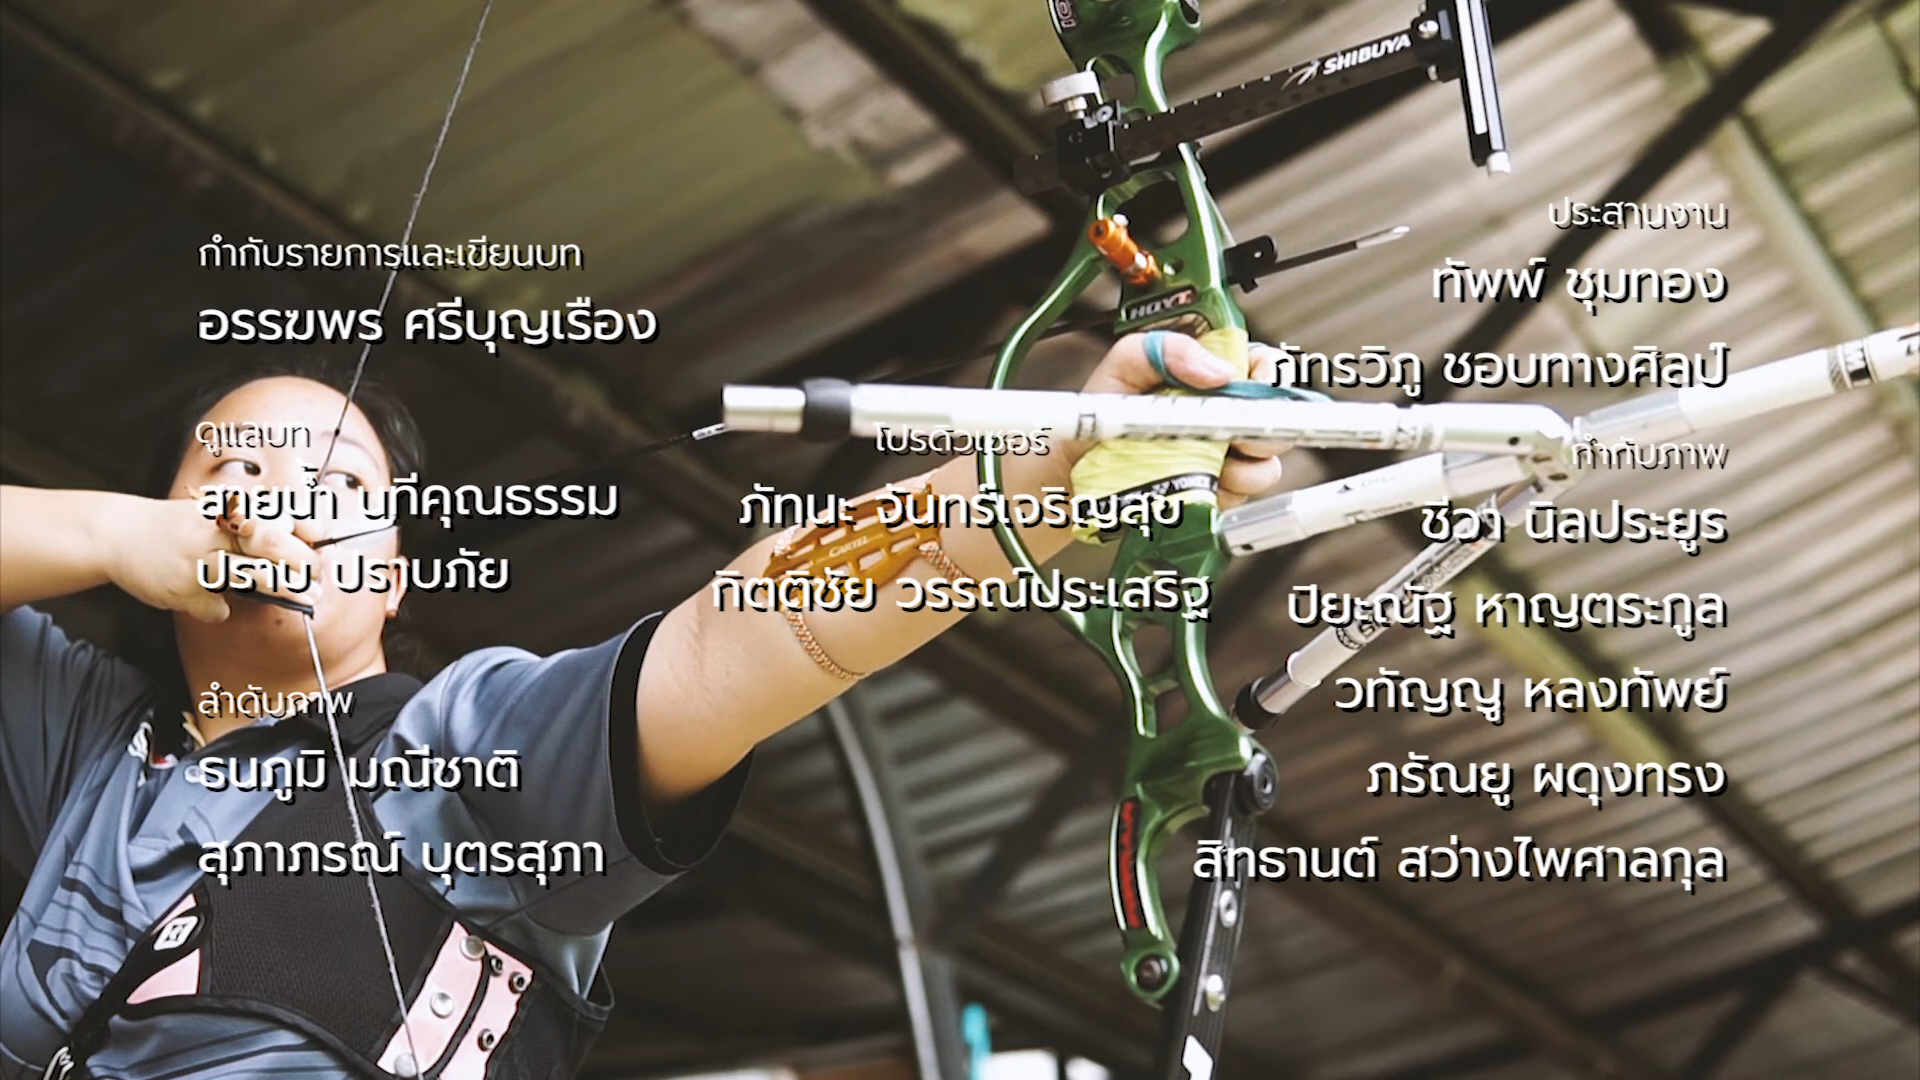 กำกับรายการและเขียนบท
อรรฆพร ศรีบุญเรือง
ดูแลบท
สายน้ำ นทีคุณธรรม
ปราบ ปราบภัย
ลำดับภาพ
ธนภูมิ มณีชาติ
สุภาภรณ์ บุตรสุภา
โปรดิวเซอร์
ภัทนะ จันทร์เจริญสุข
กิตติชัย วรรณ์ประเสริฐ
ประสานงาน
ทัพพ์ ชุมทอง
ภัทรวิภู ชอบทางศิลป์
กำกับภาพ
ชีวา นิลประยูร
ปิยะณัฐ หาญตระกูล
วทัญญู หลงทัพย์
ภรัณยู ผดุงทรง
สิทธานต์ สว่างไพศาลกุล
SHIBUYA
HOYT
YONEX
CARTEL